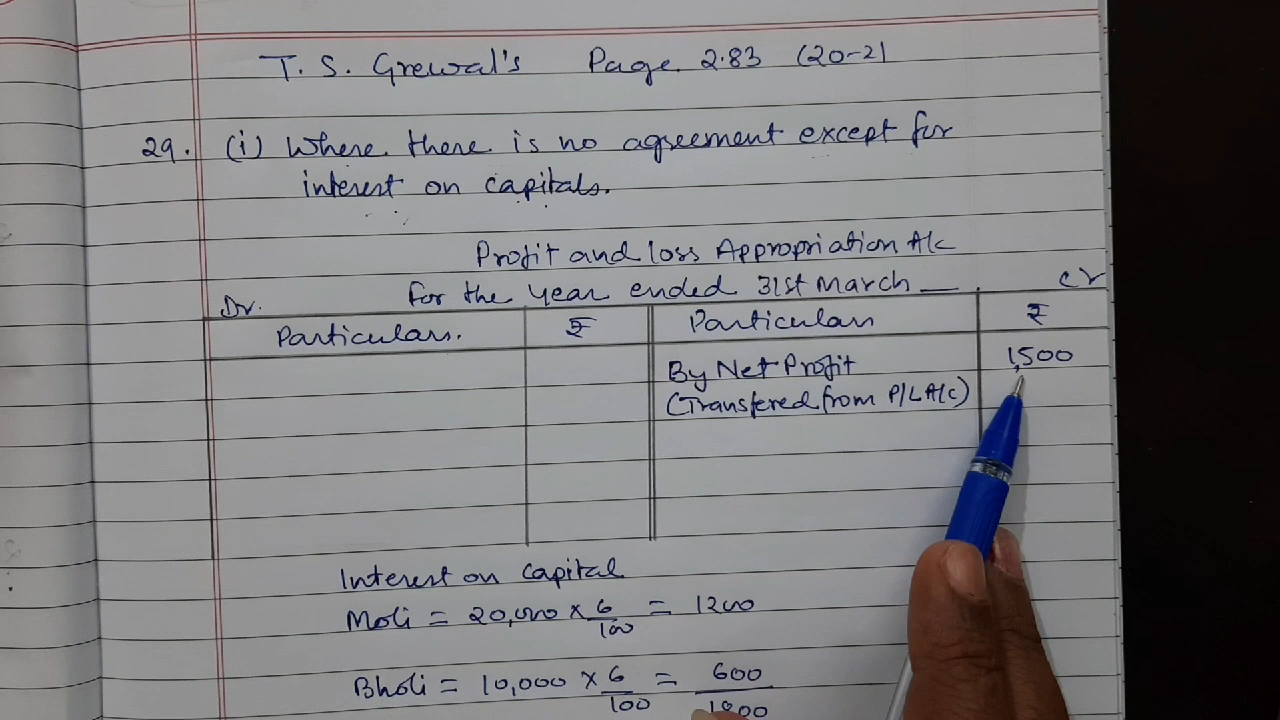 T. S. Grewal's Page 2.83 (20-21
29. (i) Where there is no agreement except for
interest on capitals.
Profit and loss Appropriation A/c
for the year ended 31st March —.
Dr. Cr
Particulars. ₹ Particulars ₹
By Net Profit 1,500
(Transfered from P/L A/c)
Interest on Capital
Moli = 20,000 × 6/100 = 1200
Bholi = 10,000 × 6/100 = 600
1800